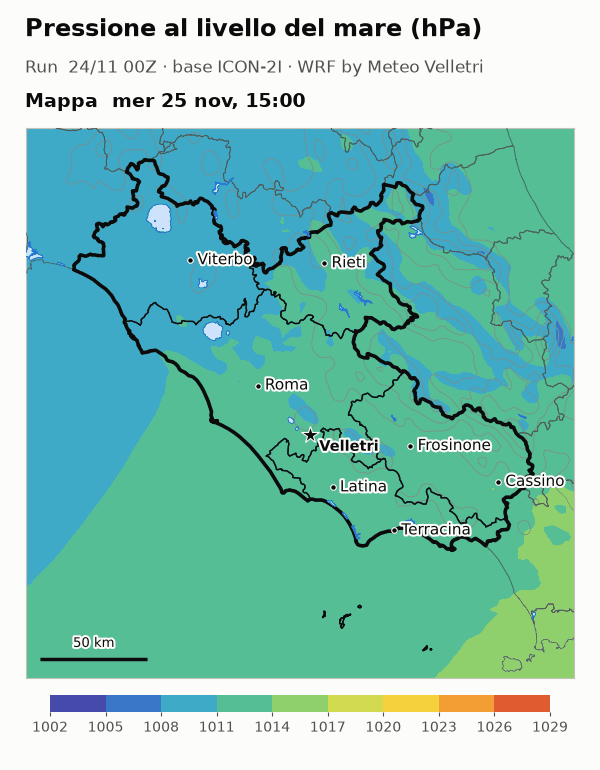 Pressione al livello del mare (hPa)
Run 24/11 00Z · base ICON-2I · WRF by Meteo Velletri
Mappa mer 25 nov, 15:00
Viterbo
Rieti
Roma
Velletri
Frosinone
Cassino
Latina
Terracina
50 km
1002 1005 1008 1011 1014 1017 1020 1023 1026 1029